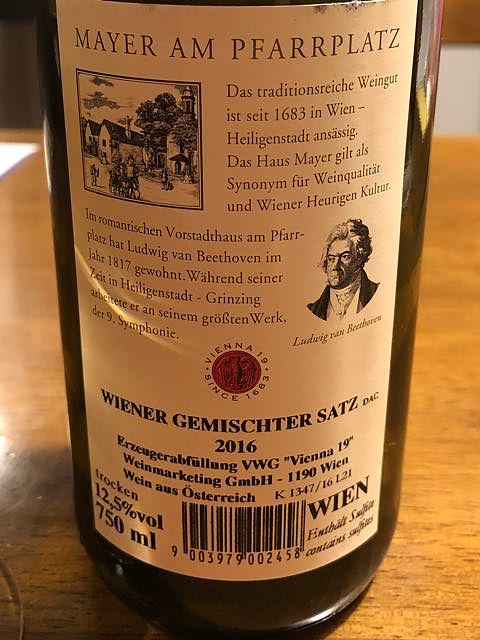 MAYER AM PFARRPLATZ
Das traditionsreiche Weingut
ist seit 1683 in Wien –
Heiligenstadt ansässig.
Das Haus Mayer gilt als
Synonym für Weinqualität
und Wiener Heurigen Kultur.
Im romantischen Vorstadthaus am Pfarr-
platz hat Ludwig van Beethoven im
Jahr 1817 gewohnt. Während seiner
Zeit in Heiligenstadt - Grinzing
arbeitete er an seinem größten Werk,
der 9. Symphonie.
Ludwig van Beethoven
VIENNA 19
SINCE 1683
WIENER GEMISCHTER SATZ DAC
2016
Erzeugerabfüllung VWG "Vienna 19"
Weinmarketing GmbH - 1190 Wien
Wein aus Österreich K 1347/16 L21
trocken
12,5%vol
750 ml
9 003979 002458
WIEN
Enthält Sulfite
contains sulfites